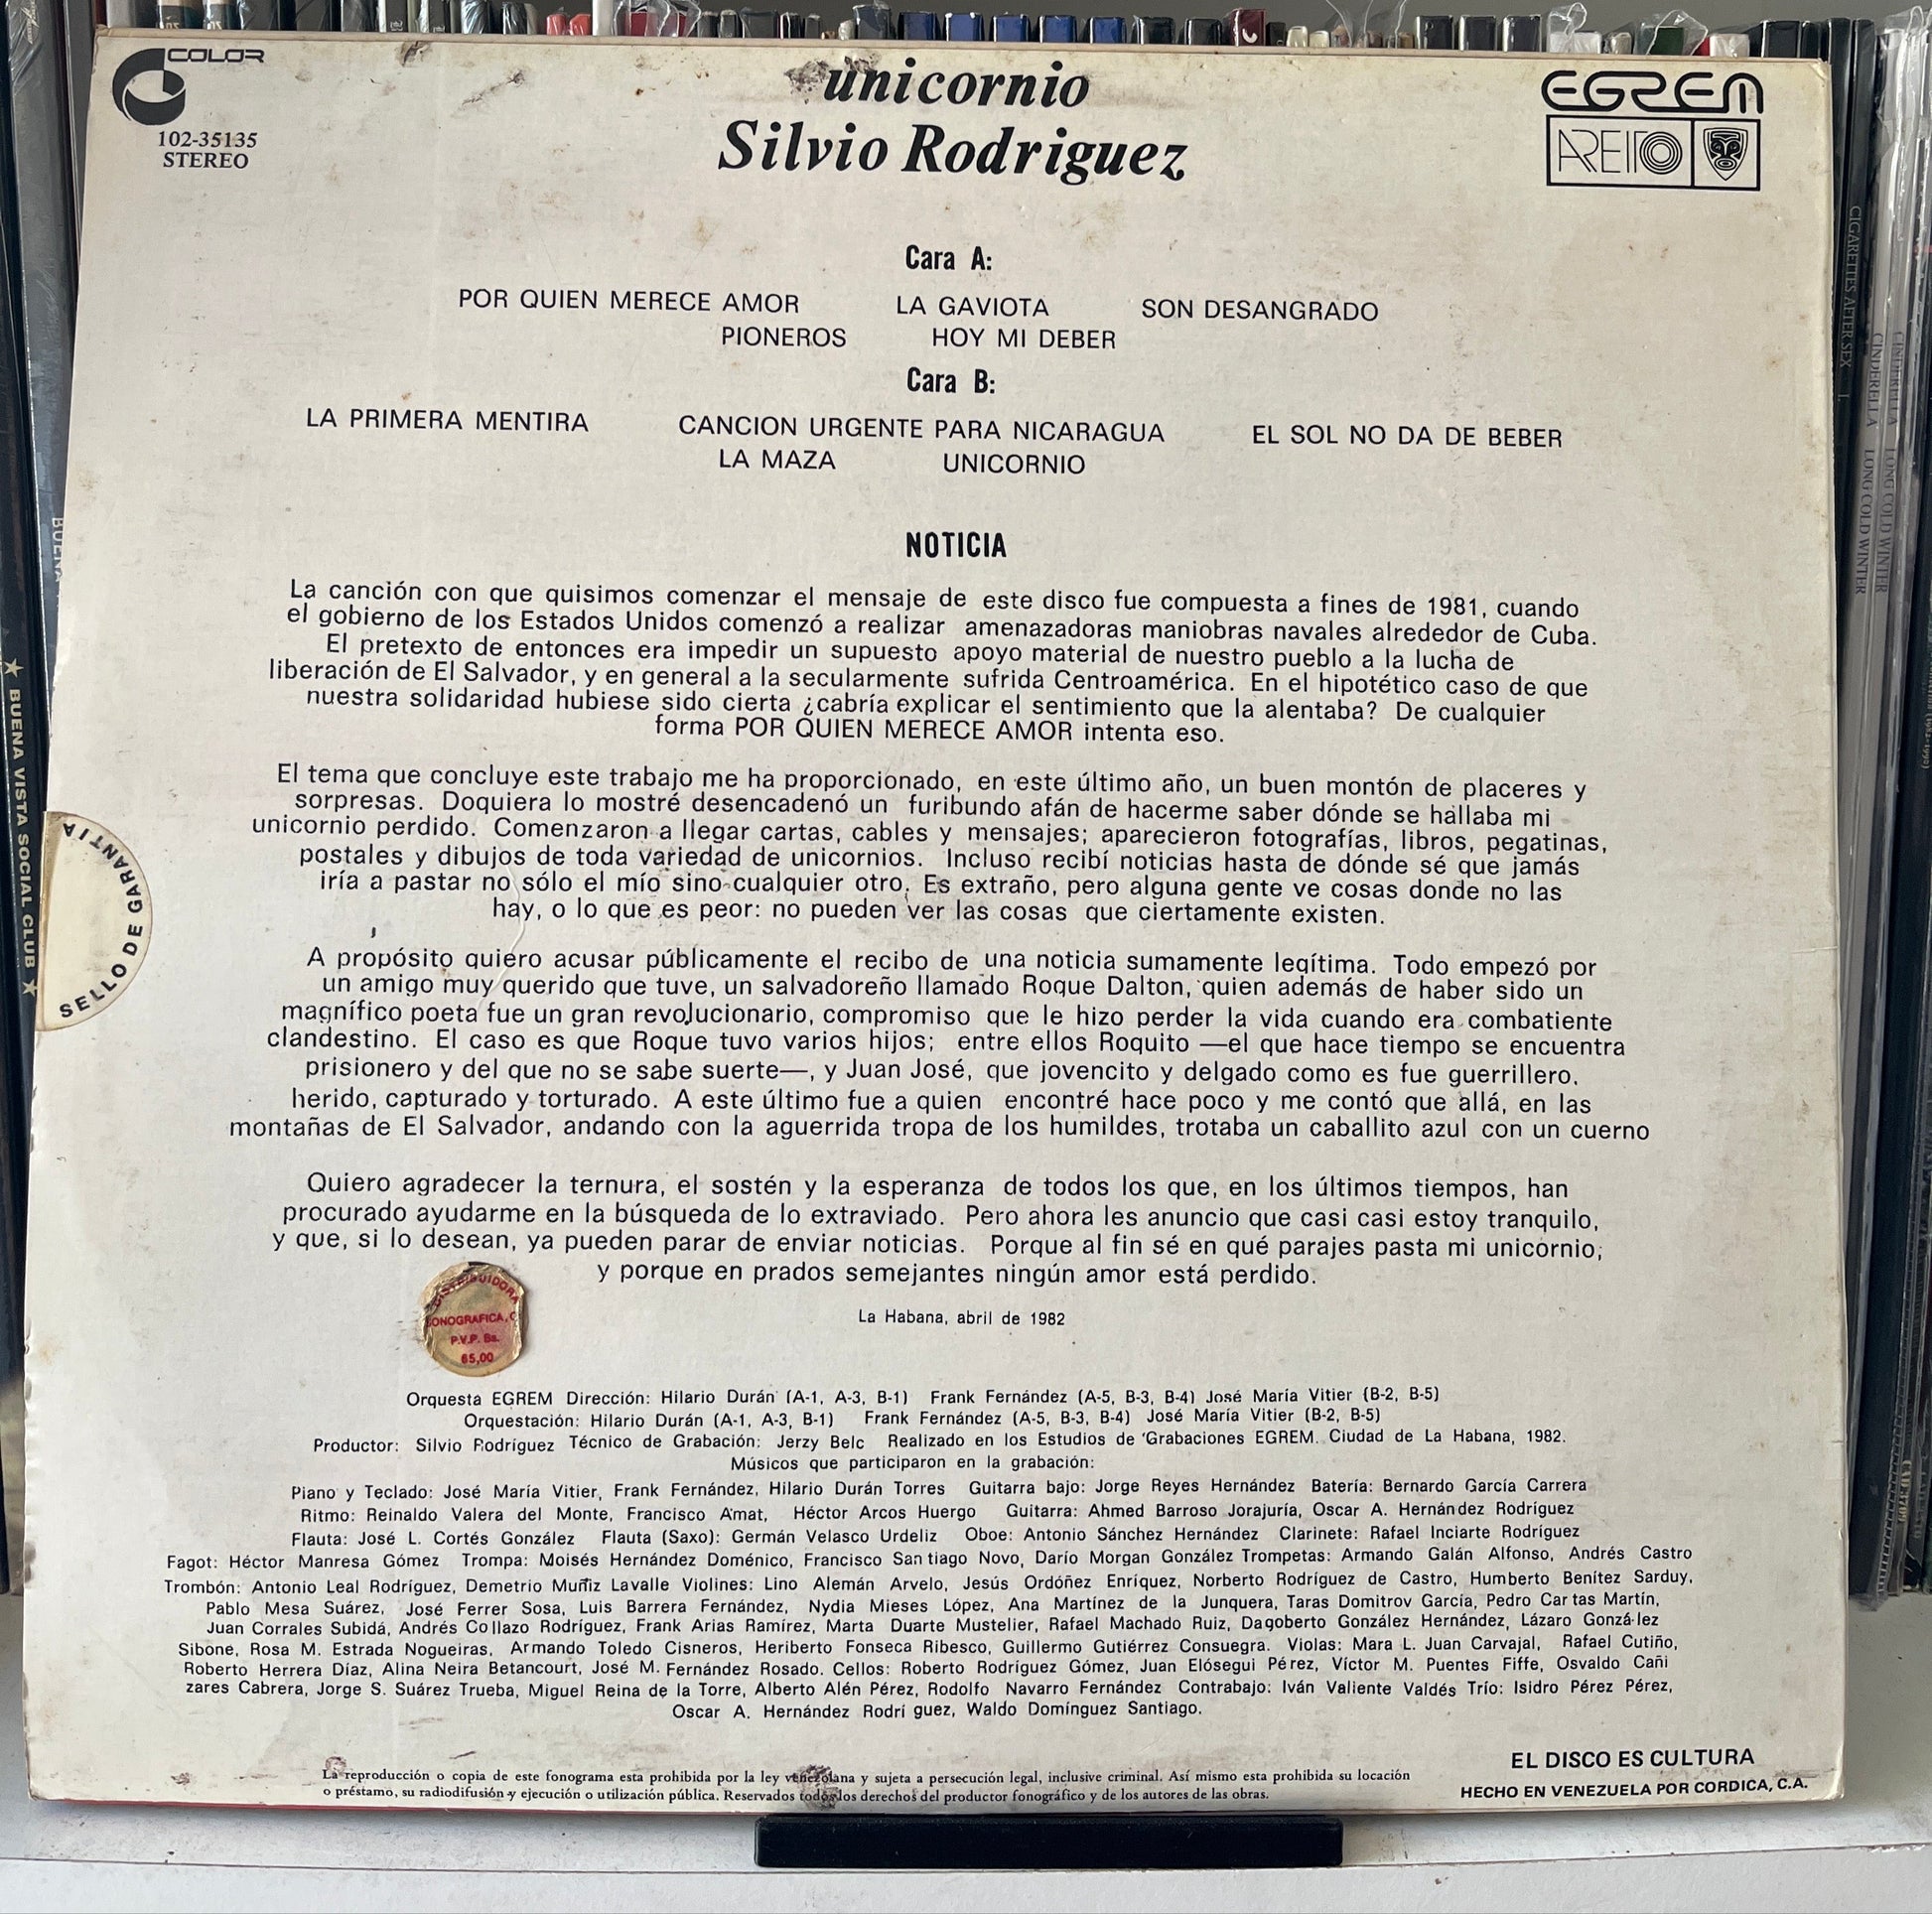 COLOR
102-35135
STEREO
unicornio
Silvio Rodriguez
EGREM
AREITO
Cara A:
POR QUIEN MERECE AMOR LA GAVIOTA SON DESANGRADO
PIONEROS HOY MI DEBER
Cara B:
LA PRIMERA MENTIRA CANCION URGENTE PARA NICARAGUA EL SOL NO DA DE BEBER
LA MAZA UNICORNIO
NOTICIA
La canción con que quisimos comenzar el mensaje de este disco fue compuesta a fines de 1981, cuando
el gobierno de los Estados Unidos comenzó a realizar amenazadoras maniobras navales alrededor de Cuba.
El pretexto de entonces era impedir un supuesto apoyo material de nuestro pueblo a la lucha de
liberación de El Salvador, y en general a la secularmente sufrida Centroamérica. En el hipotético caso de que
nuestra solidaridad hubiese sido cierta ¿cabría explicar el sentimiento que la alentaba? De cualquier
forma POR QUIEN MERECE AMOR intenta eso.
El tema que concluye este trabajo me ha proporcionado, en este último año, un buen montón de placeres y
sorpresas. Doquiera lo mostré desencadenó un furibundo afán de hacerme saber dónde se hallaba mi
unicornio perdido. Comenzaron a llegar cartas, cables y mensajes; aparecieron fotografías, libros, pegatinas,
postales y dibujos de toda variedad de unicornios. Incluso recibí noticias hasta de dónde sé que jamás
iría a pastar no sólo el mío sino cualquier otro. Es extraño, pero alguna gente ve cosas donde no las
hay, o lo que es peor: no pueden ver las cosas que ciertamente existen.
A propósito quiero acusar públicamente el recibo de una noticia sumamente legítima. Todo empezó por
un amigo muy querido que tuve, un salvadoreño llamado Roque Dalton, quien además de haber sido un
magnífico poeta fue un gran revolucionario, compromiso que le hizo perder la vida cuando era combatiente
clandestino. El caso es que Roque tuvo varios hijos; entre ellos Roquito —el que hace tiempo se encuentra
prisionero y del que no se sabe suerte—, y Juan José, que jovencito y delgado como es fue guerrillero,
herido, capturado y torturado. A este último fue a quien encontré hace poco y me contó que allá, en las
montañas de El Salvador, andando con la aguerrida tropa de los humildes, trotaba un caballito azul con un cuerno
Quiero agradecer la ternura, el sostén y la esperanza de todos los que, en los últimos tiempos, han
procurado ayudarme en la búsqueda de lo extraviado. Pero ahora les anuncio que casi casi estoy tranquilo,
y que, si lo desean, ya pueden parar de enviar noticias. Porque al fin sé en qué parajes pasta mi unicornio,
y porque en prados semejantes ningún amor está perdido.
La Habana, abril de 1982
SELLO DE GARANTIA
DISTRIBUIDORA
FONOGRAFICA, C
P.V.P. Bs.
65,00
Orquesta EGREM Dirección: Hilario Durán (A-1, A-3, B-1) Frank Fernández (A-5, B-3, B-4) José María Vitier (B-2, B-5)
Orquestación: Hilario Durán (A-1, A-3, B-1) Frank Fernández (A-5, B-3, B-4) José María Vitier (B-2, B-5)
Productor: Silvio Rodríguez Técnico de Grabación: Jerzy Belc Realizado en los Estudios de Grabaciones EGREM. Ciudad de La Habana, 1982.
Músicos que participaron en la grabación:
Piano y Teclado: José María Vitier, Frank Fernández, Hilario Durán Torres Guitarra bajo: Jorge Reyes Hernández Batería: Bernardo García Carrera
Ritmo: Reinaldo Valera del Monte, Francisco Amat, Héctor Arcos Huergo Guitarra: Ahmed Barroso Jorajuría, Oscar A. Hernández Rodríguez
Flauta: José L. Cortés González Flauta (Saxo): Germán Velasco Urdeliz Oboe: Antonio Sánchez Hernández Clarinete: Rafael Inciarte Rodríguez
Fagot: Héctor Manresa Gómez Trompa: Moisés Hernández Doménico, Francisco Santiago Novo, Darío Morgan González Trompetas: Armando Galán Alfonso, Andrés Castro
Trombón: Antonio Leal Rodríguez, Demetrio Muñiz Lavalle Violines: Lino Alemán Arvelo, Jesús Ordóñez Enríquez, Norberto Rodríguez de Castro, Humberto Benítez Sarduy,
Pablo Mesa Suárez, José Ferrer Sosa, Luis Barrera Fernández, Nydia Mieses López, Ana Martínez de la Junquera, Taras Domitrov García, Pedro Cartas Martín,
Juan Corrales Subidá, Andrés Collazo Rodríguez, Frank Arias Ramírez, Marta Duarte Mustelier, Rafael Machado Ruiz, Dagoberto González Hernández, Lázaro González
Sibone, Rosa M. Estrada Nogueiras, Armando Toledo Cisneros, Heriberto Fonseca Ribesco, Guillermo Gutiérrez Consuegra. Violas: Mara L. Juan Carvajal, Rafael Cutiño,
Roberto Herrera Díaz, Alina Neira Betancourt, José M. Fernández Rosado. Cellos: Roberto Rodríguez Gómez, Juan Elósegui Pérez, Víctor M. Puentes Fiffe, Osvaldo Cañi
zares Cabrera, Jorge S. Suárez Trueba, Miguel Reina de la Torre, Alberto Alén Pérez, Rodolfo Navarro Fernández Contrabajo: Iván Valiente Valdés Trío: Isidro Pérez Pérez,
Oscar A. Hernández Rodríguez, Waldo Domínguez Santiago.
La reproducción o copia de este fonograma esta prohibida por la ley venezolana y sujeta a persecución legal, inclusive criminal. Así mismo esta prohibida su locación
o préstamo, su radiodifusión y ejecución o utilización pública. Reservados todos los derechos del productor fonográfico y de los autores de las obras.
EL DISCO ES CULTURA
HECHO EN VENEZUELA POR CORDICA, C.A.
★ BUENA VISTA SOCIAL CLUB ★
CIGARETTES AFTER SEX
CINDERELLA LONG COLD WINTER
CINDERELLA LONG COLD WINTER